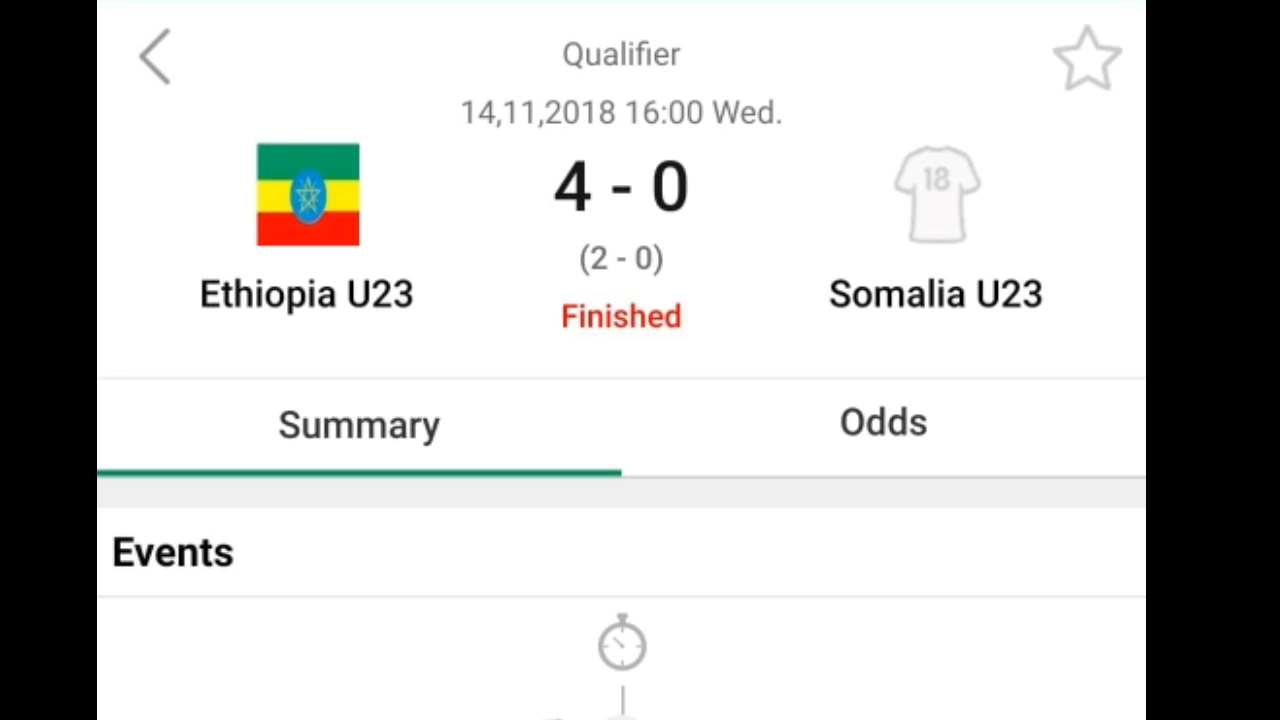 Qualifier
14,11,2018 16:00 Wed.
4 - 0
18
(2 - 0)
Ethiopia U23
Somalia U23
Finished
Summary
Odds
Events